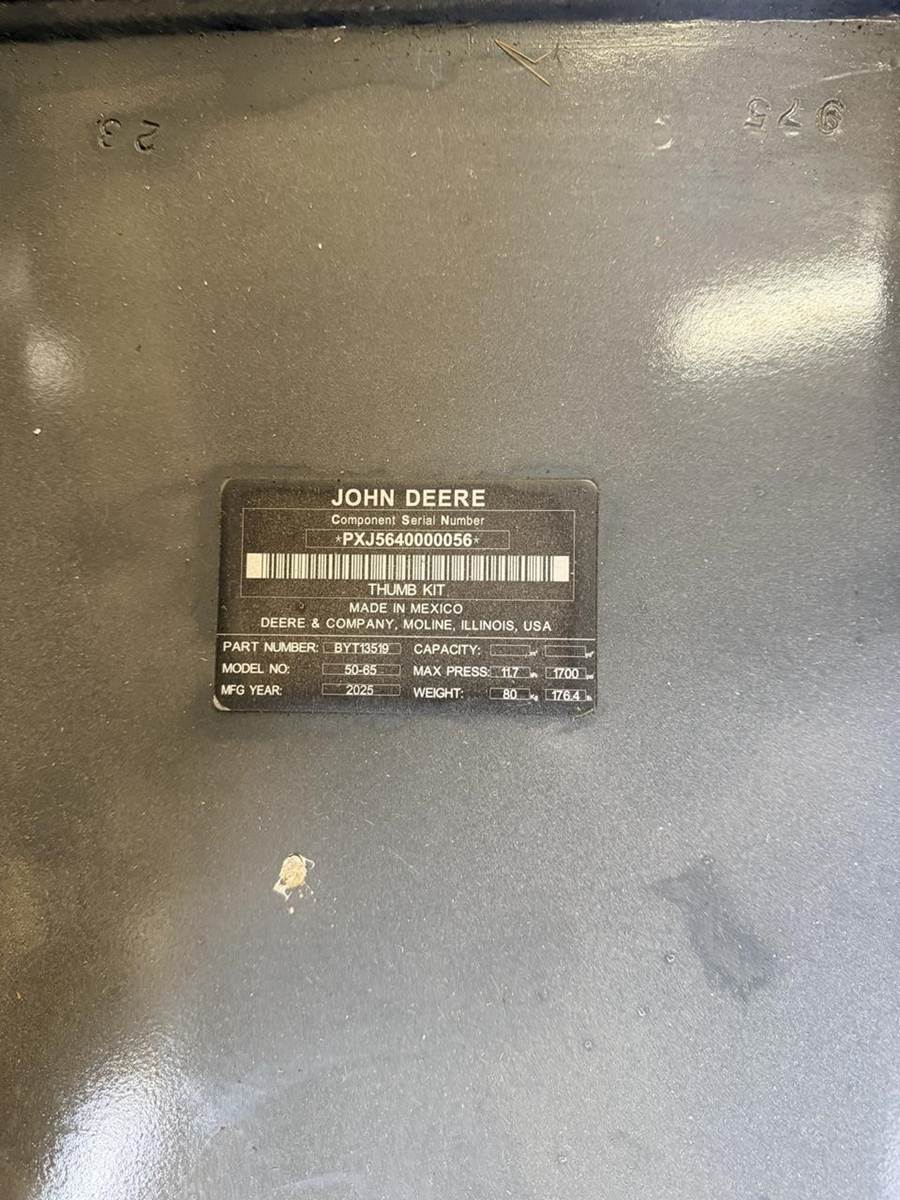 23
975
JOHN DEERE
Component Serial Number
*PXJ5640000056*
THUMB KIT
MADE IN MEXICO
DEERE & COMPANY, MOLINE, ILLINOIS, USA
PART NUMBER: BYT13519 CAPACITY:
MODEL NO: 50-65 MAX PRESS: 11.7 1700
MFG YEAR: 2025 WEIGHT: 80 kg 176.4 lb